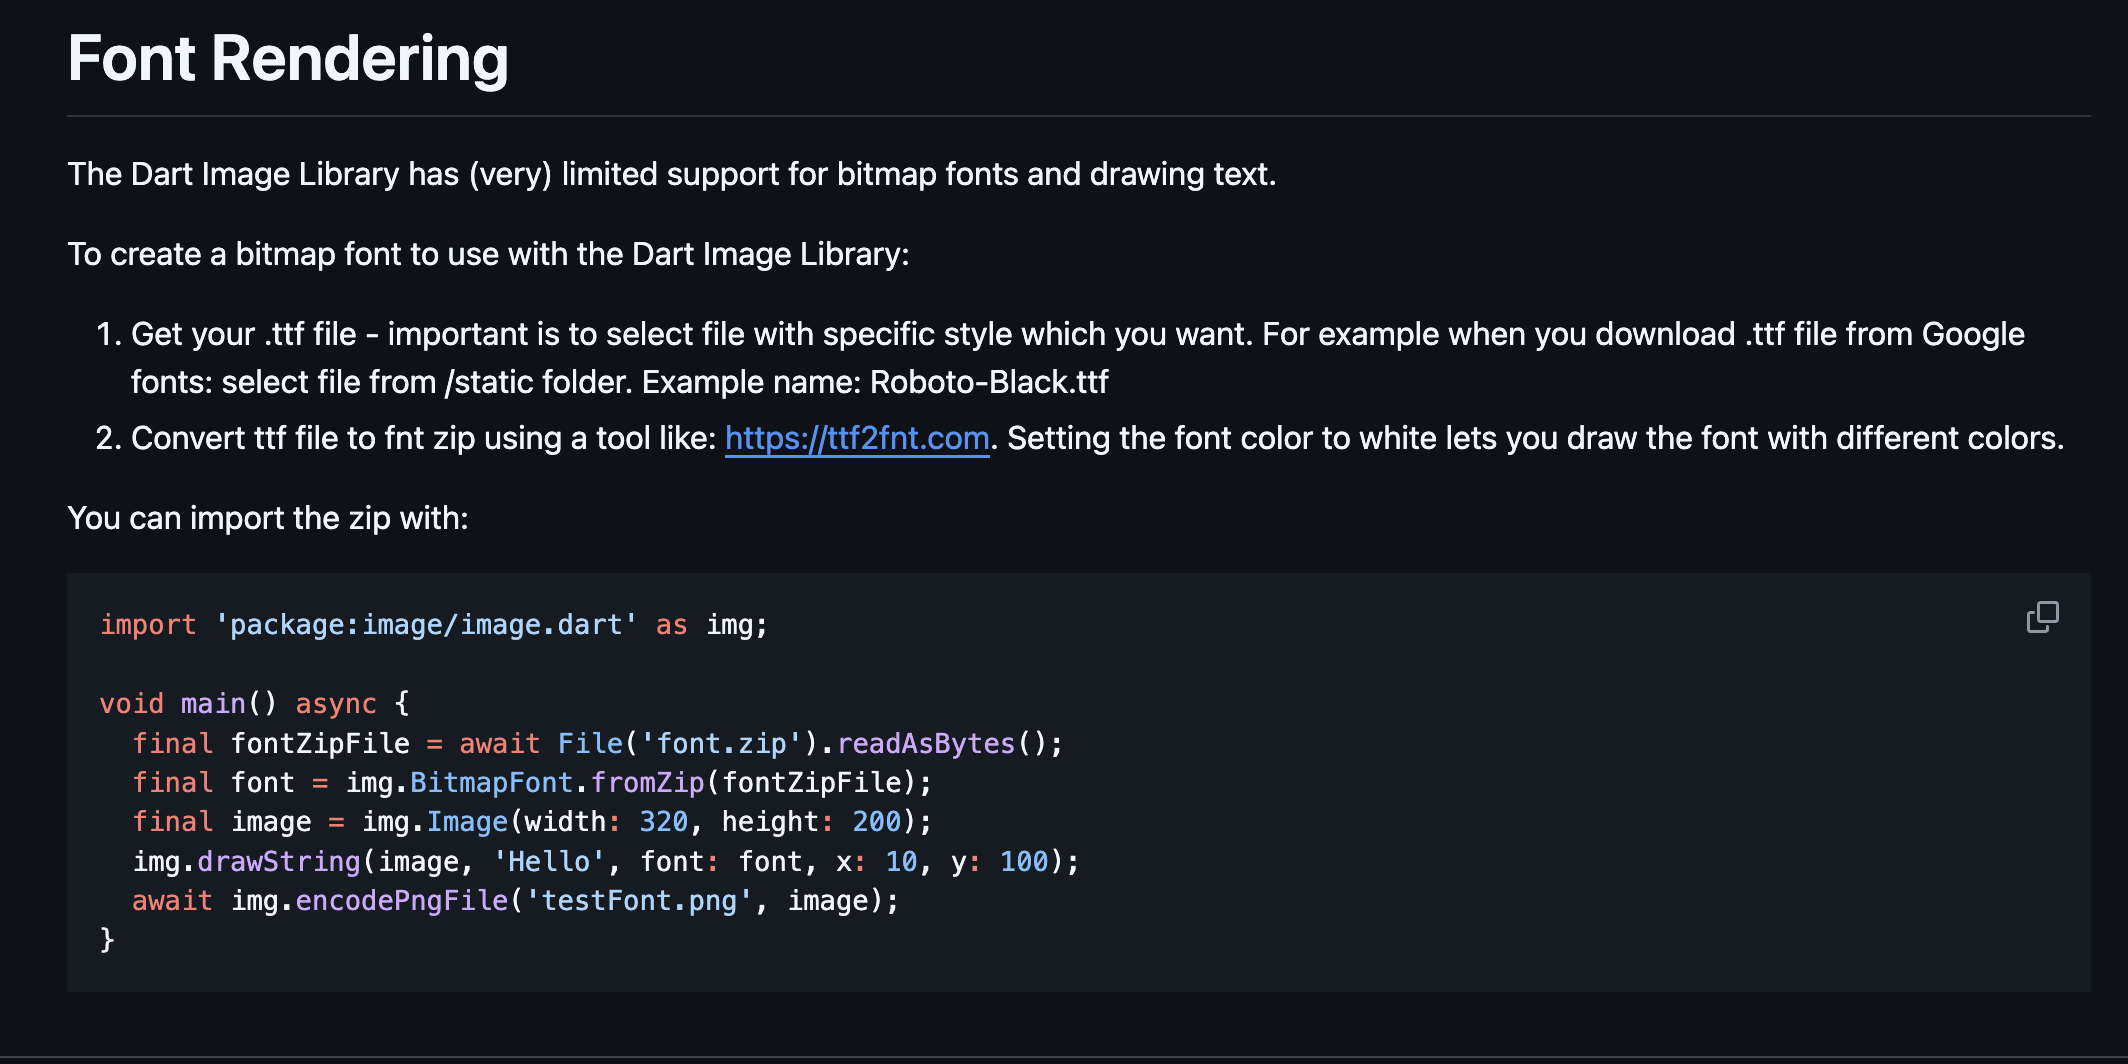 Font Rendering
The Dart Image Library has (very) limited support for bitmap fonts and drawing text.
To create a bitmap font to use with the Dart Image Library:
1. Get your .ttf file - important is to select file with specific style which you want. For example when you download .ttf file from Google
fonts: select file from /static folder. Example name: Roboto-Black.ttf
2. Convert ttf file to fnt zip using a tool like: https://ttf2fnt.com. Setting the font color to white lets you draw the font with different colors.
You can import the zip with:
import 'package:image/image.dart' as img;
void main() async {
  final fontZipFile = await File('font.zip').readAsBytes();
  final font = img.BitmapFont.fromZip(fontZipFile);
  final image = img.Image(width: 320, height: 200);
  img.drawString(image, 'Hello', font: font, x: 10, y: 100);
  await img.encodePngFile('testFont.png', image);
}